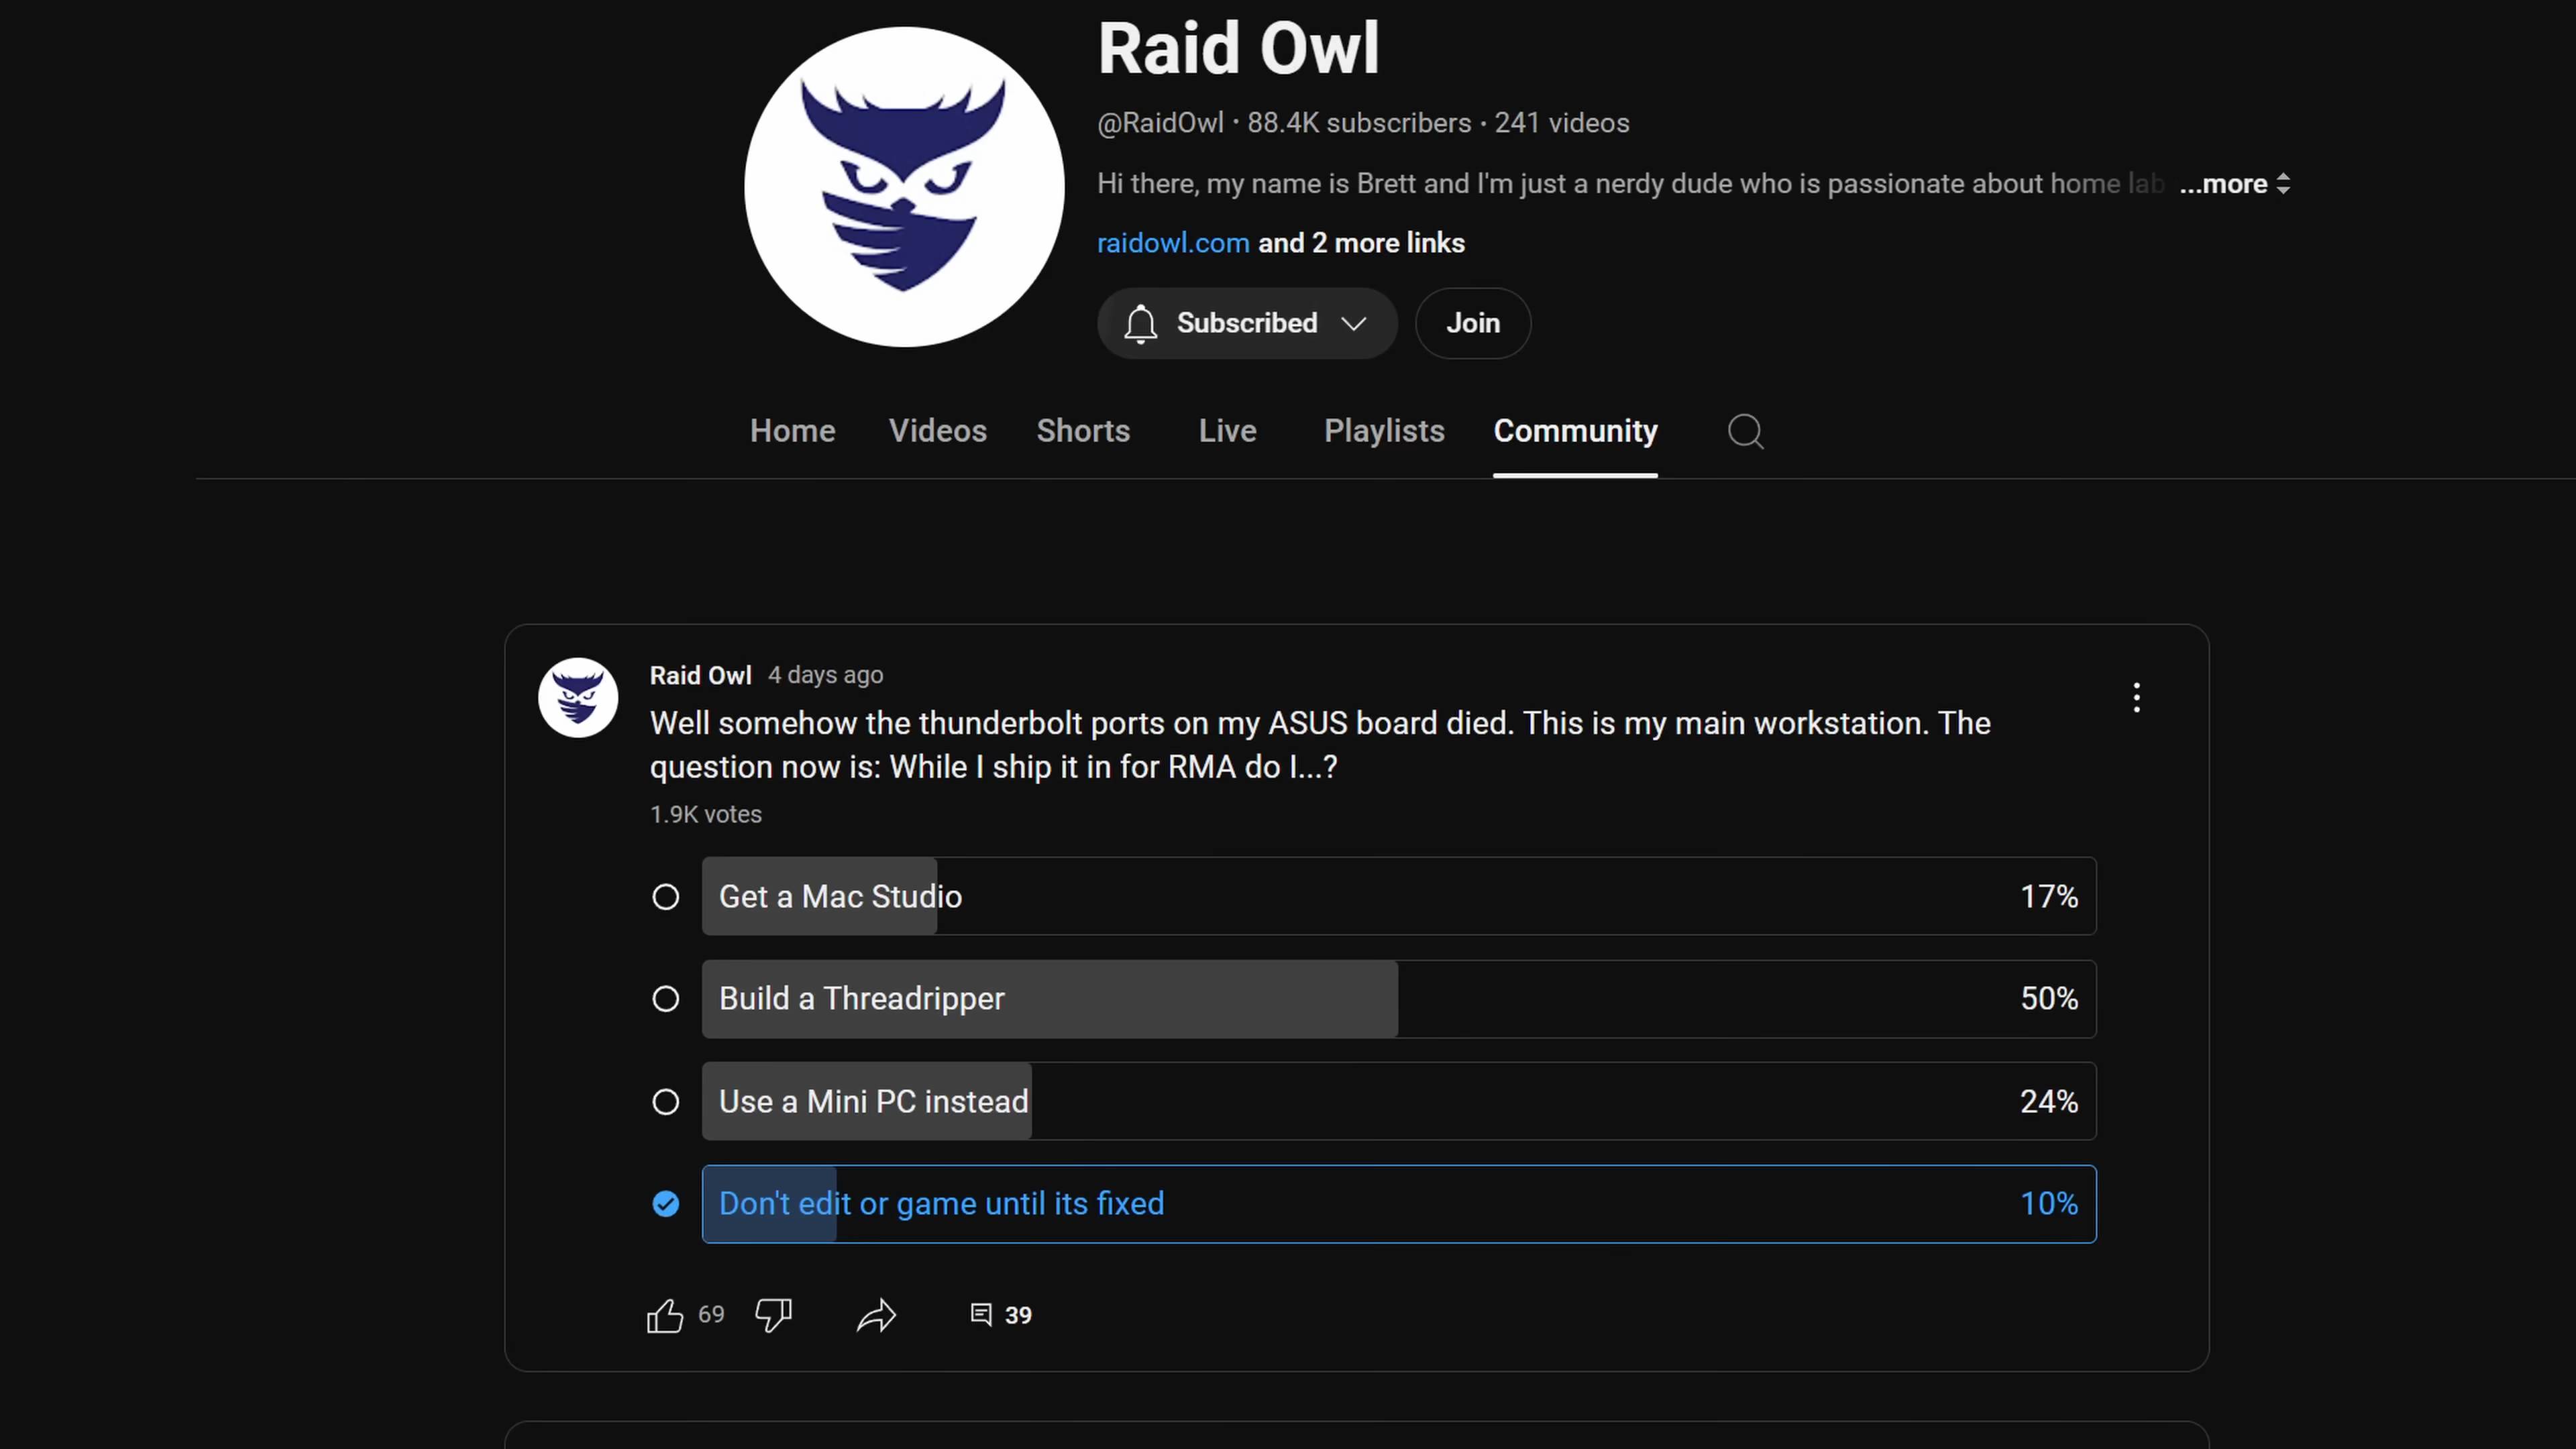 Raid Owl
@RaidOwl · 88.4K subscribers · 241 videos
Hi there, my name is Brett and I'm just a nerdy dude who is passionate about home lab ...more
raidowl.com and 2 more links
Subscribed
Join
Home Videos Shorts Live Playlists Community
Raid Owl 4 days ago
Well somehow the thunderbolt ports on my ASUS board died. This is my main workstation. The
question now is: While I ship it in for RMA do I...?
1.9K votes
Get a Mac Studio 17%
Build a Threadripper 50%
Use a Mini PC instead 24%
Don't edit or game until its fixed 10%
69 39